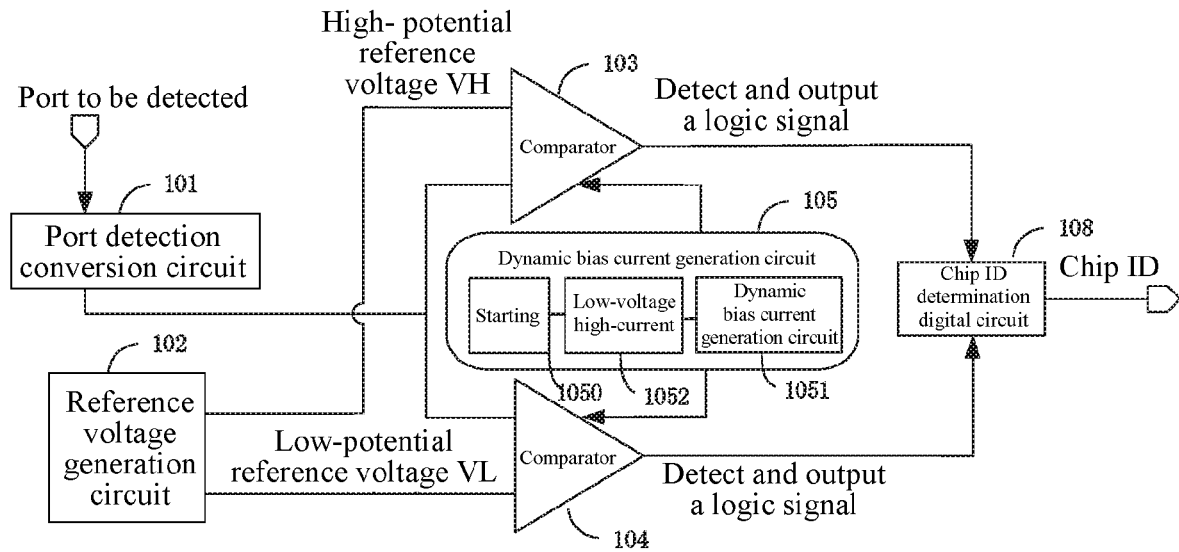 High- potential
reference
voltage VH
Port to be detected
103
Detect and output
a logic signal
Comparator
101
Port detection
conversion circuit
105
Dynamic bias current generation circuit
Starting
Low-voltage
high-current
Dynamic
bias current
generation circuit
1050
1052
1051
108
Chip ID
determination
digital circuit
Chip ID
102
Reference
voltage
generation
circuit
Low-potential
reference voltage VL
Comparator
Detect and output
a logic signal
104